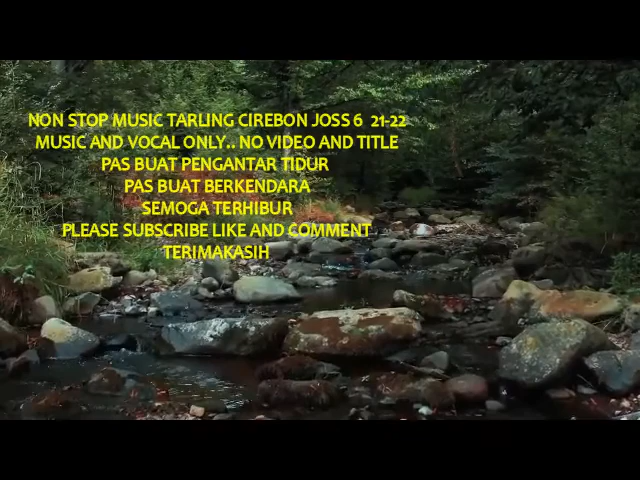 NON STOP MUSIC TARLING CIREBON JOSS 6 21-22
MUSIC AND VOCAL ONLY.. NO VIDEO AND TITLE
PAS BUAT PENGANTAR TIDUR
PAS BUAT BERKENDARA
SEMOGA TERHIBUR
PLEASE SUBSCRIBE LIKE AND COMMENT
TERIMAKASIH